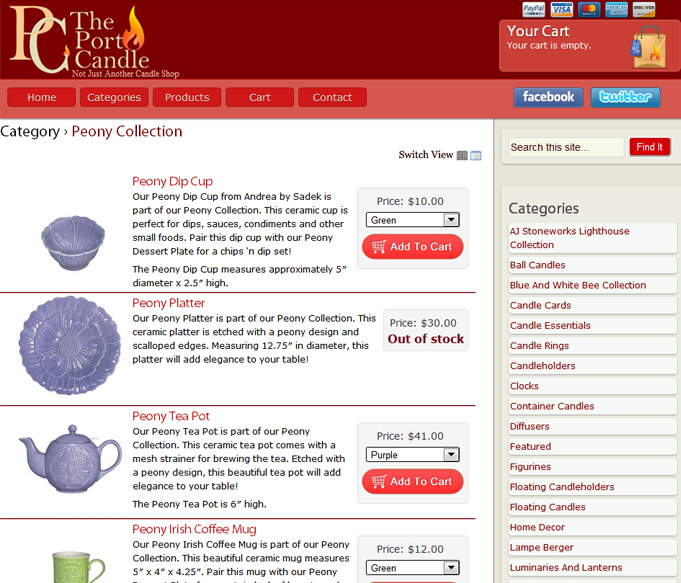 PC The
Port
Candle
Not Just Another Candle Shop
PayPal VISA MasterCard DISCOVER
Your Cart
Your cart is empty.
Home Categories Products Cart Contact
facebook twitter
Category › Peony Collection
Switch View
Search this site... Find It
Peony Dip Cup
Our Peony Dip Cup from Andrea by Sadek is
part of our Peony Collection. This ceramic cup is
perfect for dips, sauces, condiments and other
small foods. Pair this dip cup with our Peony
Dessert Plate for a chips `n dip set!
The Peony Dip Cup measures approximately 5”
diameter x 2.5” high.
Price: $10.00
Green
Add To Cart
Peony Platter
Our Peony Platter is part of our Peony Collection. This
ceramic platter is etched with a peony design and
scalloped edges. Measuring 12.75” in diameter, this
platter will add elegance to your table!
Price: $30.00
Out of stock
Peony Tea Pot
Our Peony Tea Pot is part of our Peony
Collection. This ceramic tea pot comes with a
mesh strainer for brewing the tea. Etched with
a peony design, this beautiful tea pot will add
elegance to your table!
The Peony Tea Pot is 6” high.
Price: $41.00
Purple
Add To Cart
Peony Irish Coffee Mug
Our Peony Irish Coffee Mug is part of our Peony
Collection. This beautiful ceramic mug measures
5” x 4” x 4.25”. Pair this mug with our Peony
Price: $12.00
Green
Categories
AJ Stoneworks Lighthouse
Collection
Ball Candles
Blue And White Bee Collection
Candle Cards
Candle Essentials
Candle Rings
Candleholders
Clocks
Container Candles
Diffusers
Featured
Figurines
Floating Candleholders
Floating Candles
Home Decor
Lampe Berger
Luminaries And Lanterns